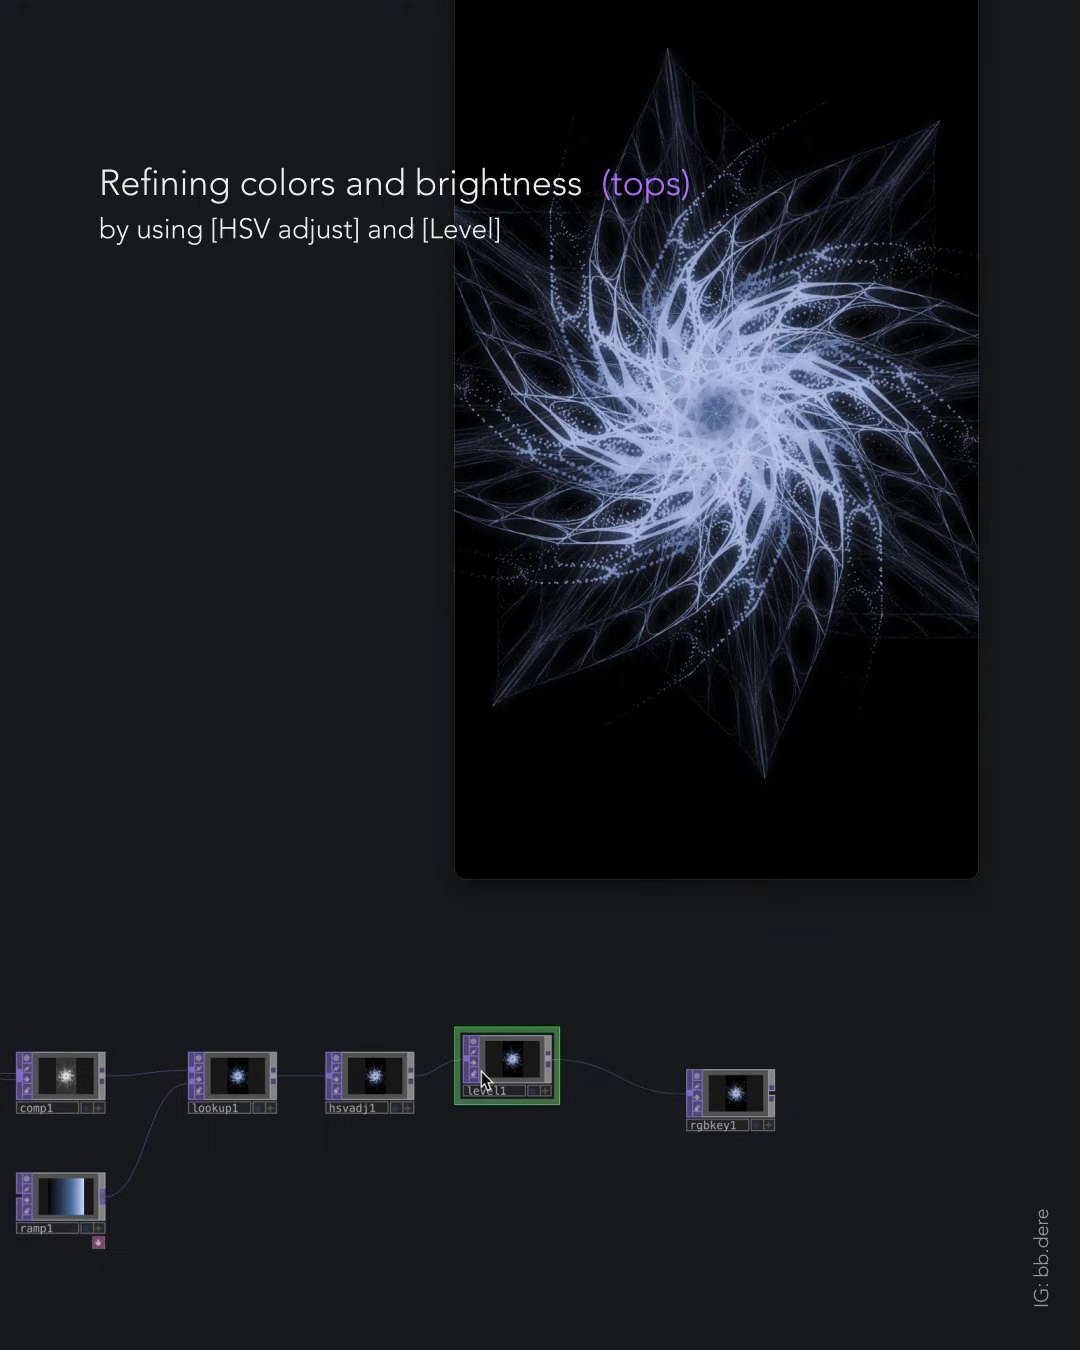 Refining colors and brightness (tops)
by using [HSV adjust] and [Level]
comp1
lookup1
hsvadj1
level1
rgbkey1
ramp1
IG: bb.dere